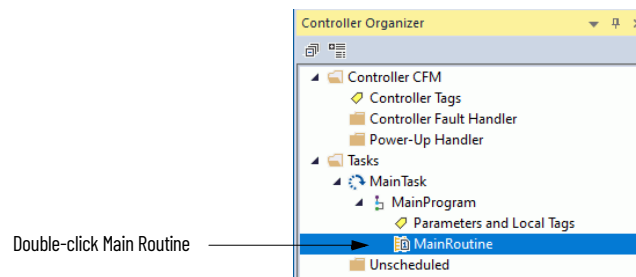 Controller Organizer
Controller CFM
Controller Tags
Controller Fault Handler
Power-Up Handler
Tasks
MainTask
MainProgram
Parameters and Local Tags
Double-click Main Routine
MainRoutine
Unscheduled